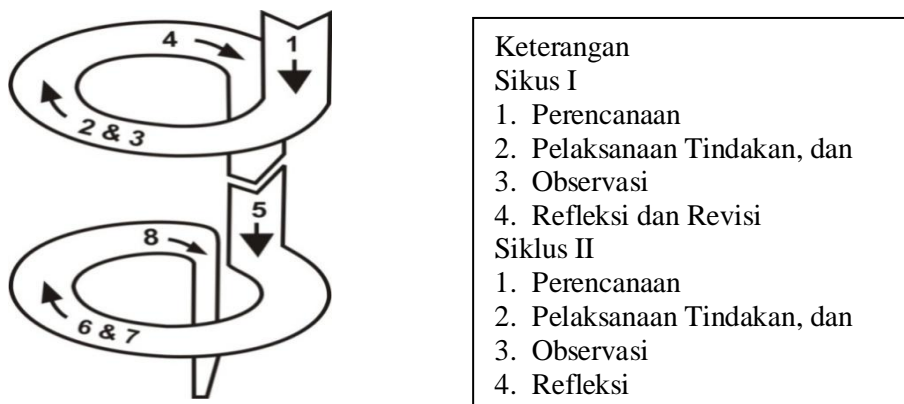 4
1
2 & 3
5
8
6 & 7
Keterangan
Sikus I
1. Perencanaan
2. Pelaksanaan Tindakan, dan
3. Observasi
4. Refleksi dan Revisi
Siklus II
1. Perencanaan
2. Pelaksanaan Tindakan, dan
3. Observasi
4. Refleksi